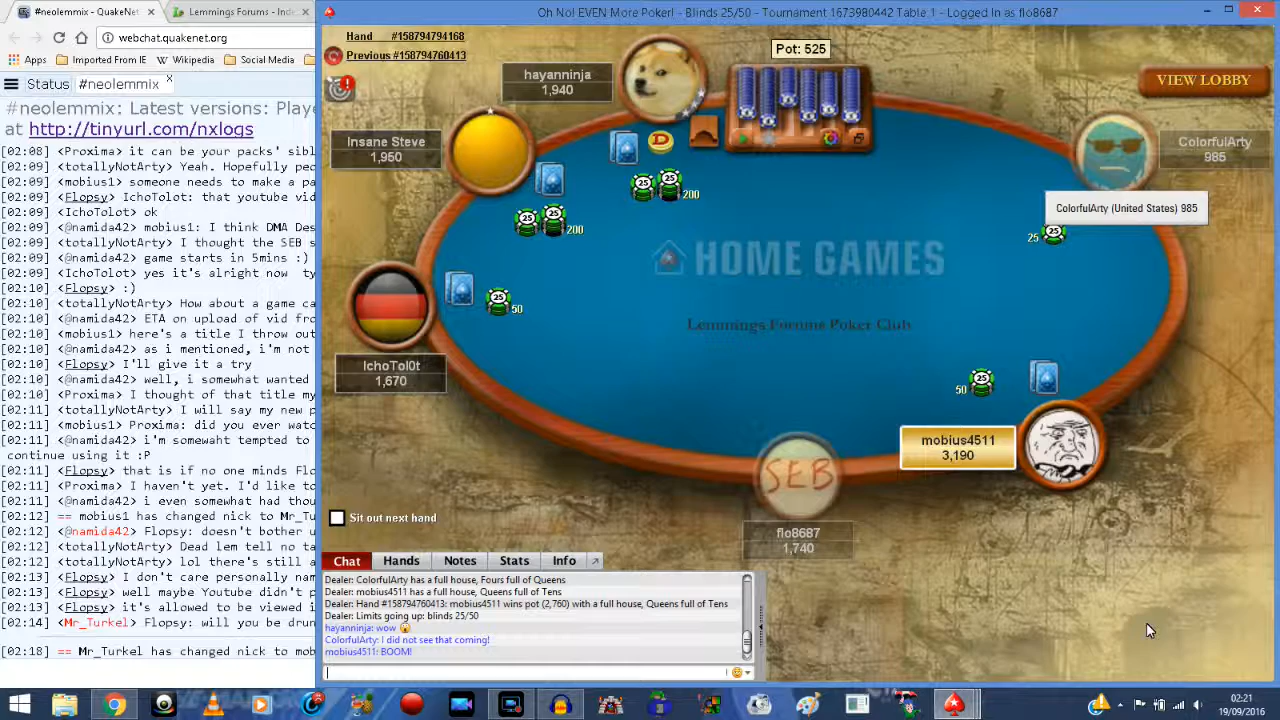 #neolemmix - QuakeNet
Lemmings Forums - Index
Oh No! EVEN More Poker! - Blinds 25/50 - Tournament 1673980442 Table 1 - Logged In as flo8687
webchat.quakenet.org
Apps
Imported From IE
Wikipedia
Social Media
Status
#neolemmix
#neolemmix: Latest versions: Playe
at http://tinyurl.com/nxlogs
[02:08] <Proxima> i can be your packs' sibl
[02:09] <totallyNotArty> Yeah. Hopefully peo
[02:09] <mobius1> someone needs to make a pa
[02:09] <Flopsy> IchoTolot: that youtube vid
[02:09] <IchoTolot> ok
[02:09] <@namida42> mobius1: I think DMA Des
[02:09] <totallyNotArty> I thought the SEB s
[02:09] <@namida42> game starts in 5mins :)
[02:09] <IchoTolot> yes it's alright now ty
[02:10] <Flopsy> :)
[02:10] <totallyNotArty> How about a game ca
[02:10] <@namida42> ETA on upload of vid fro
[02:10] <mobius1> here's a title I throw out
[02:10] <@namida42> as i mentioned, i'm not
[02:10] <Flopsy> I'll give it a try
[02:10] <@namida42> well, i somewhat wanted
[02:10] <Proxima> I thought of that title my
[02:11] <totallyNotArty> I will say my never
[02:11] <mobius1> Proxima: did you ever watc
[02:11] <@namida42> i'm somewhat tempted to
continue using it :P
[02:11] <Flopsy> that is if no one minds Flo
[02:11] <Proxima> I haven't yet. I'd like to
[02:12] <@namida42> i even somewhat had the
[02:12] == mobius1 has changed nick to Mr_Tu
[02:12] <@namida42> Flopsy: doesn't bother u
[02:12] <totallyNotArty> Dead lem tell no ta
[02:12] <totallyNotArty> lol there's still a
[02:12] <Flopsy> I don't care personally nam
[02:13] <Flopsy> well maybe Youtube didn't p
[02:13] <Flopsy> it's allowed to be viewed i
[02:14] <Mr_Turkel> Flopsy: will you be drun
[02:18] == Mr_Turkel has changed nick to mob
Hand #158794794168
Previous #158794760413
hayanninja
1,940
Pot: 525
VIEW LOBBY
Insane Steve
1,950
ColorfulArty
985
ColorfulArty (United States) 985
D
25
25
200
25
25
200
25
25
HOME GAMES
25
50
Lemmings Forums Poker Club
IchoTol0t
1,670
50
25
mobius4511
3,190
SEB
flo8687
1,740
Sit out next hand
Chat
Hands
Notes
Stats
Info
Dealer: ColorfulArty has a full house, Fours full of Queens
Dealer: mobius4511 has a full house, Queens full of Tens
Dealer: Hand #158794760413: mobius4511 wins pot (2,760) with a full house, Queens full of Tens
Dealer: Limits going up: blinds 25/50
hayanninja: wow
ColorfulArty: I did not see that coming!
mobius4511: BOOM!
02:21
19/09/2016